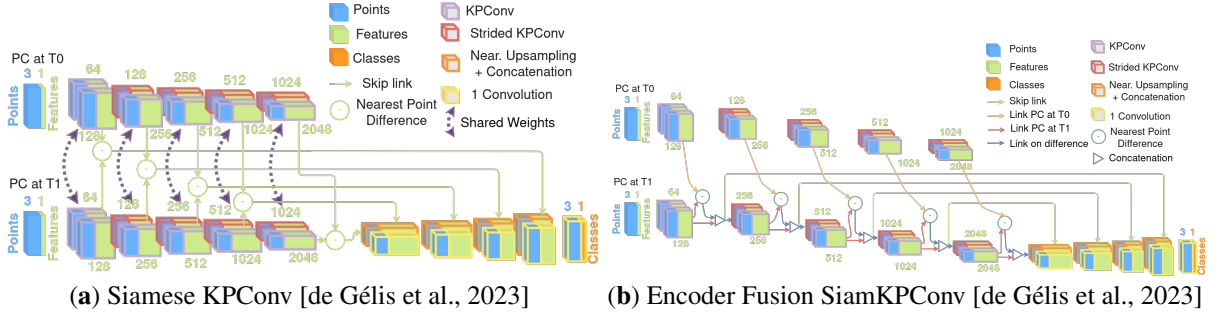 Points
Features
Classes
Skip link
Nearest Point
Difference
KPConv
Strided KPConv
Near. Upsampling
+ Concatenation
1 Convolution
Shared Weights
PC at T0
3 1
Points
Features
64
128
256
512
1024
128
256
512
1024
2048
PC at T1
3 1
Points
Features
64
128
256
512
1024
128
256
512
1024
2048
3 1
Classes
(a) Siamese KPConv [de Gélis et al., 2023]
Points
Features
Classes
Skip link
Link PC at T0
Link PC at T1
Link on difference
KPConv
Strided KPConv
Near. Upsampling
+ Concatenation
1 Convolution
Nearest Point
Difference
Concatenation
PC at T0
3 1
Points
Features
64
128
256
512
1024
128
256
512
1024
2048
PC at T1
3 1
Points
Features
64
256
512
1024
2048
128
256
512
1024
2048
3 1
Classes
(b) Encoder Fusion SiamKPConv [de Gélis et al., 2023]